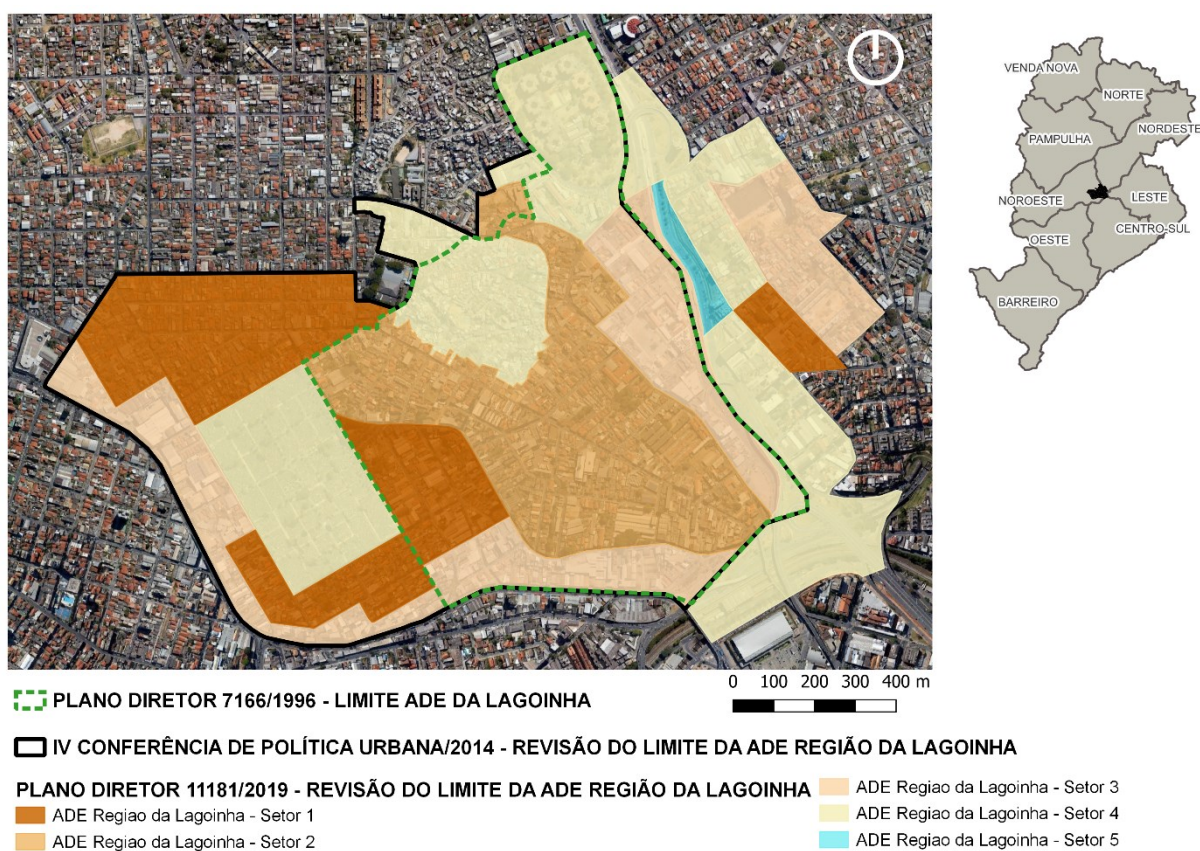 VENDA NOVA
NORTE
NORDESTE
PAMPULHA
NOROESTE
LESTE
CENTRO-SUL
OESTE
BARREIRO
0 100 200 300 400 m
PLANO DIRETOR 7166/1996 - LIMITE ADE DA LAGOINHA
IV CONFERÊNCIA DE POLÍTICA URBANA/2014 - REVISÃO DO LIMITE DA ADE REGIÃO DA LAGOINHA
PLANO DIRETOR 11181/2019 - REVISÃO DO LIMITE DA ADE REGIÃO DA LAGOINHA
ADE Regiao da Lagoinha - Setor 1
ADE Regiao da Lagoinha - Setor 2
ADE Regiao da Lagoinha - Setor 3
ADE Regiao da Lagoinha - Setor 4
ADE Regiao da Lagoinha - Setor 5